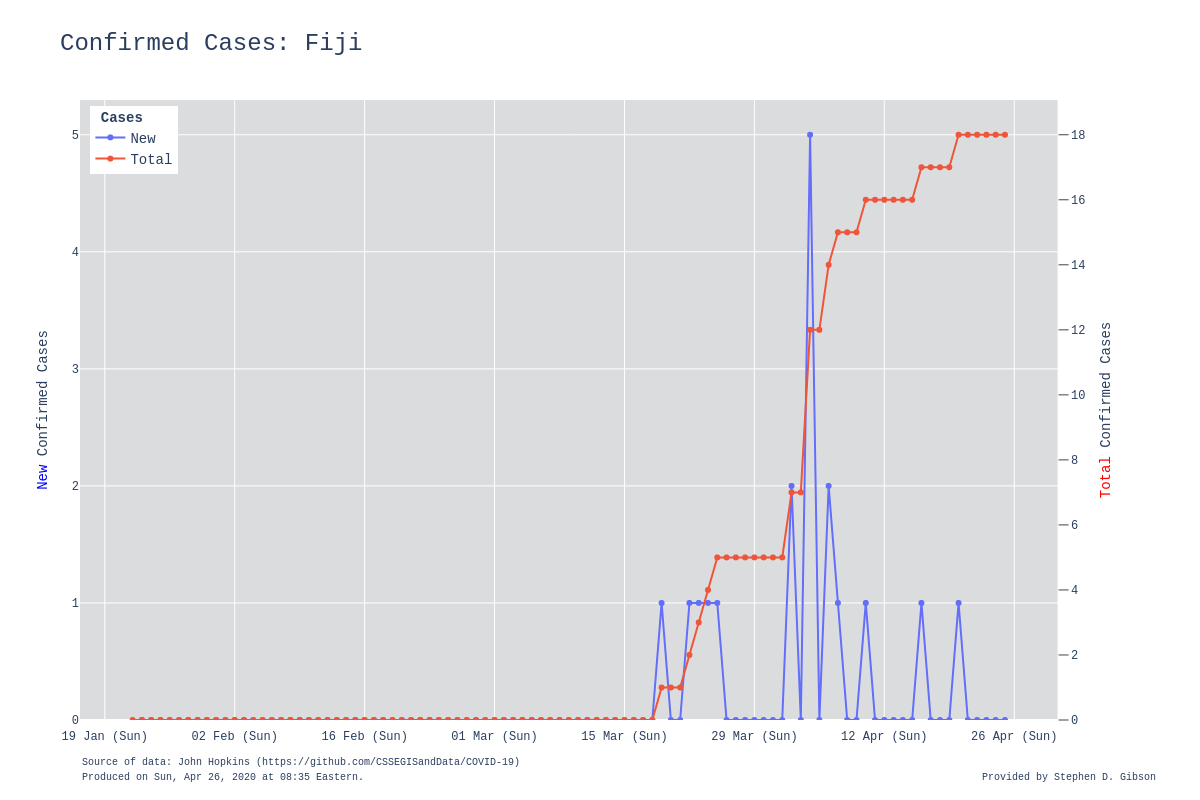 Confirmed Cases: Fiji
Cases
New
Total
5
4
3
2
1
0
New Confirmed Cases
18
16
14
12
10
8
6
4
2
0
Total Confirmed Cases
19 Jan (Sun) 02 Feb (Sun) 16 Feb (Sun) 01 Mar (Sun) 15 Mar (Sun) 29 Mar (Sun) 12 Apr (Sun) 26 Apr (Sun)
Source of data: John Hopkins (https://github.com/CSSEGISandData/COVID-19)
Produced on Sun, Apr 26, 2020 at 08:35 Eastern.
Provided by Stephen D. Gibson